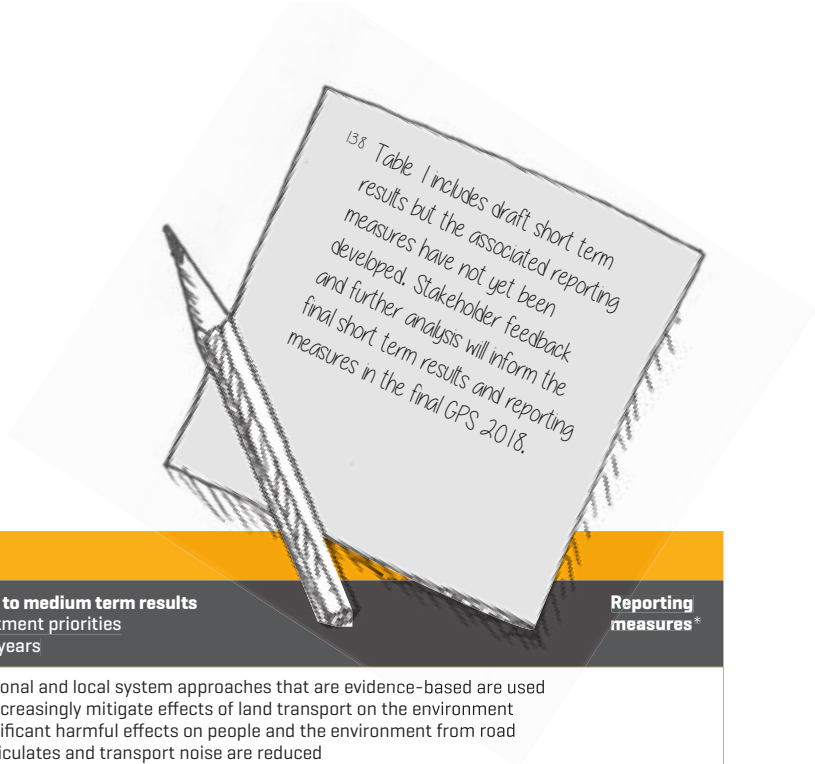 138 Table 1 includes draft short term
results but the associated reporting
measures have not yet been
developed. Stakeholder feedback
and further analysis will inform the
final short term results and reporting
measures in the final GPS 2018.
to medium term results
tment priorities
years
Reporting
measures*
onal and local system approaches that are evidence-based are used
creasingly mitigate effects of land transport on the environment
ificant harmful effects on people and the environment from road
iculates and transport noise are reduced